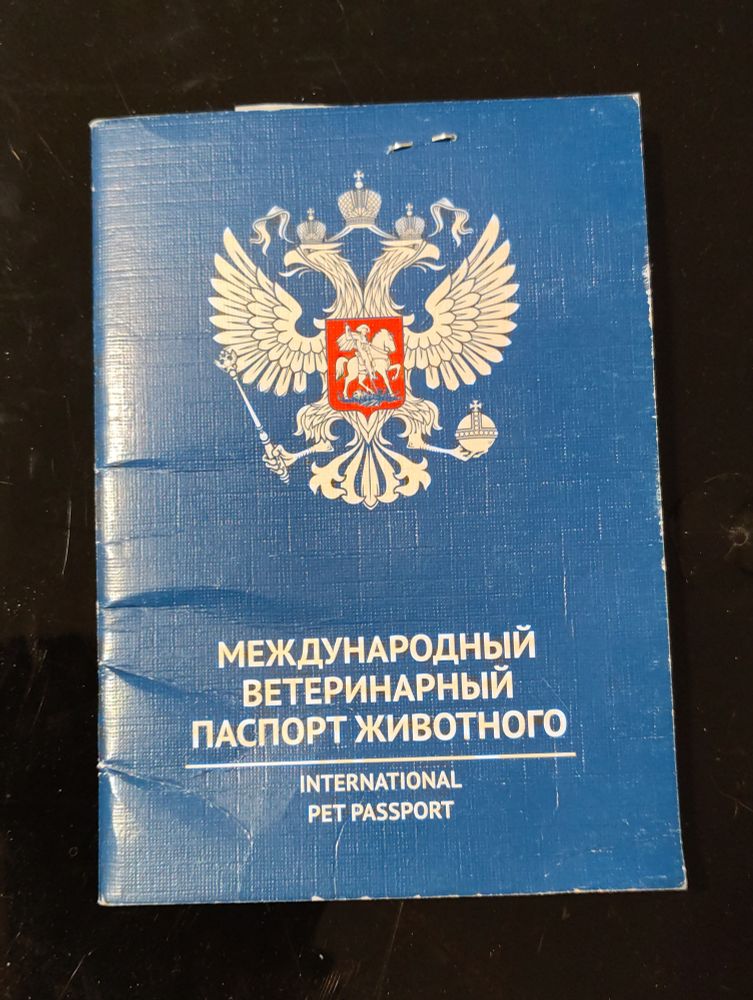 МЕЖДУНАРОДНЫЙ
ВЕТЕРИНАРНЫЙ
ПАСПОРТ ЖИВОТНОГО
INTERNATIONAL
PET PASSPORT